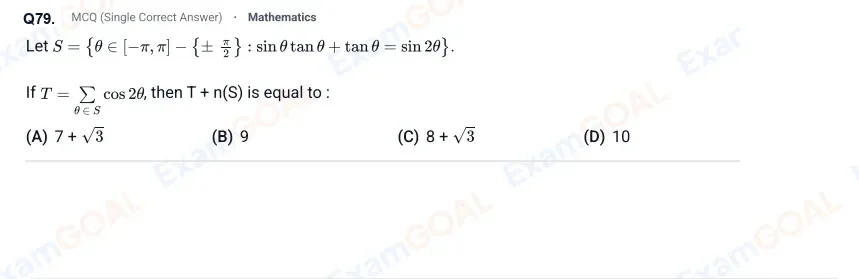 Q79. MCQ (Single Correct Answer) · Mathematics
Let S = {θ ∈ [−π, π] − {± π/2} : sin θ tan θ + tan θ = sin 2θ}.
If T = ∑_{θ ∈ S} cos 2θ, then T + n(S) is equal to :
(A) 7 + √3 (B) 9 (C) 8 + √3 (D) 10